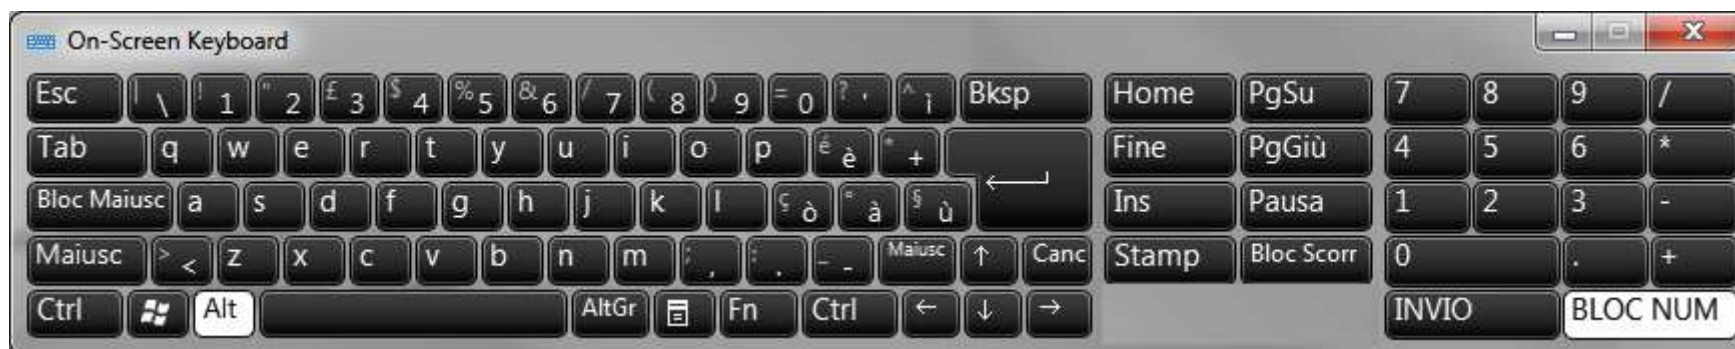 On-Screen Keyboard
Esc | \ ! 1 " 2 £ 3 $ 4 % 5 & 6 / 7 ( 8 ) 9 = 0 ? ' ^ ì Bksp Home PgSu 7 8 9 /
Tab q w e r t y u i o p é è * + Fine PgGiù 4 5 6 *
Bloc Maiusc a s d f g h j k l ç ò ° à § ù Ins Pausa 1 2 3 -
Maiusc > < z x c v b n m ; , : . _ - Maiusc ↑ Canc Stamp Bloc Scorr 0 . +
Ctrl Alt AltGr Fn Ctrl ← ↓ → INVIO BLOC NUM